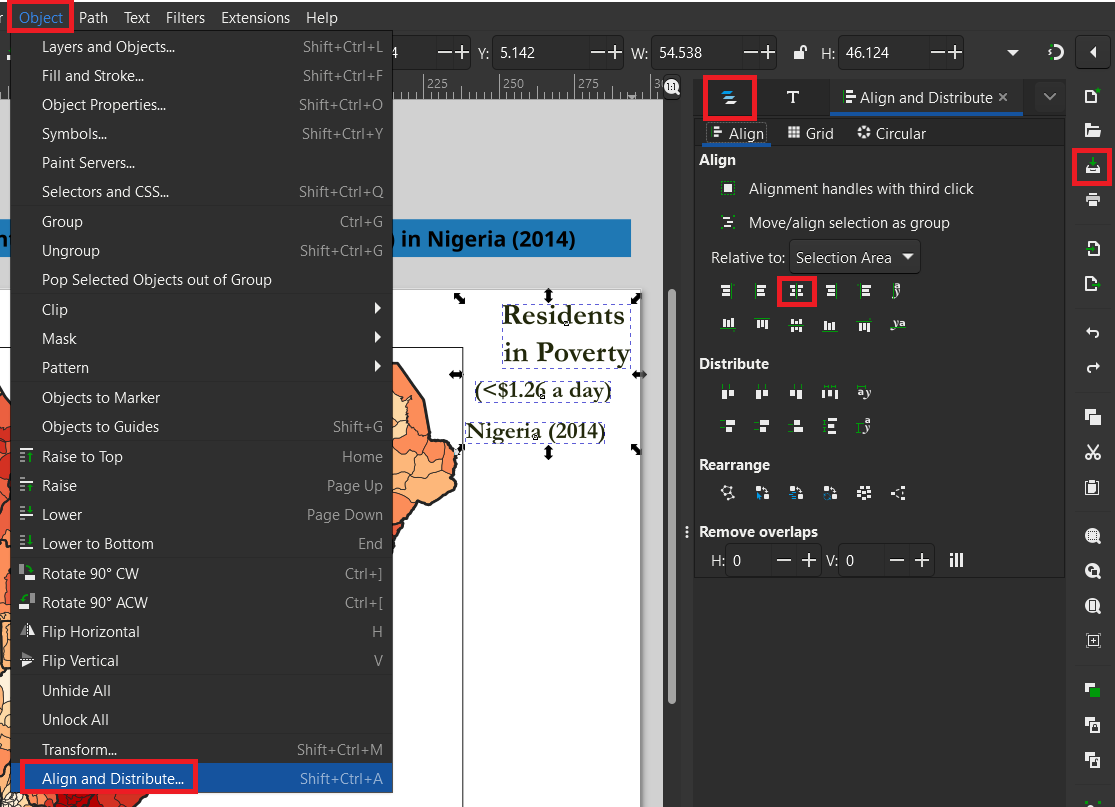 Object Path Text Filters Extensions Help
4 Y: 5.142 W: 54.538 H: 46.124
225 250 275
1:1
Layers and Objects... Shift+Ctrl+L
Fill and Stroke... Shift+Ctrl+F
Object Properties... Shift+Ctrl+O
Symbols... Shift+Ctrl+Y
Paint Servers...
Selectors and CSS... Shift+Ctrl+Q
Group Ctrl+G
Ungroup Shift+Ctrl+G
Pop Selected Objects out of Group
Clip
Mask
Pattern
Objects to Marker
Objects to Guides Shift+G
Raise to Top Home
Raise Page Up
Lower Page Down
Lower to Bottom End
Rotate 90° CW Ctrl+]
Rotate 90° ACW Ctrl+[
Flip Horizontal H
Flip Vertical V
Unhide All
Unlock All
Transform... Shift+Ctrl+M
Align and Distribute... Shift+Ctrl+A
) in Nigeria (2014)
Residents
in Poverty
(<$1.26 a day)
Nigeria (2014)
T Align and Distribute
Align Grid Circular
Align
Alignment handles with third click
Move/align selection as group
Relative to: Selection Area
Distribute
Rearrange
Remove overlaps
H: 0 V: 0